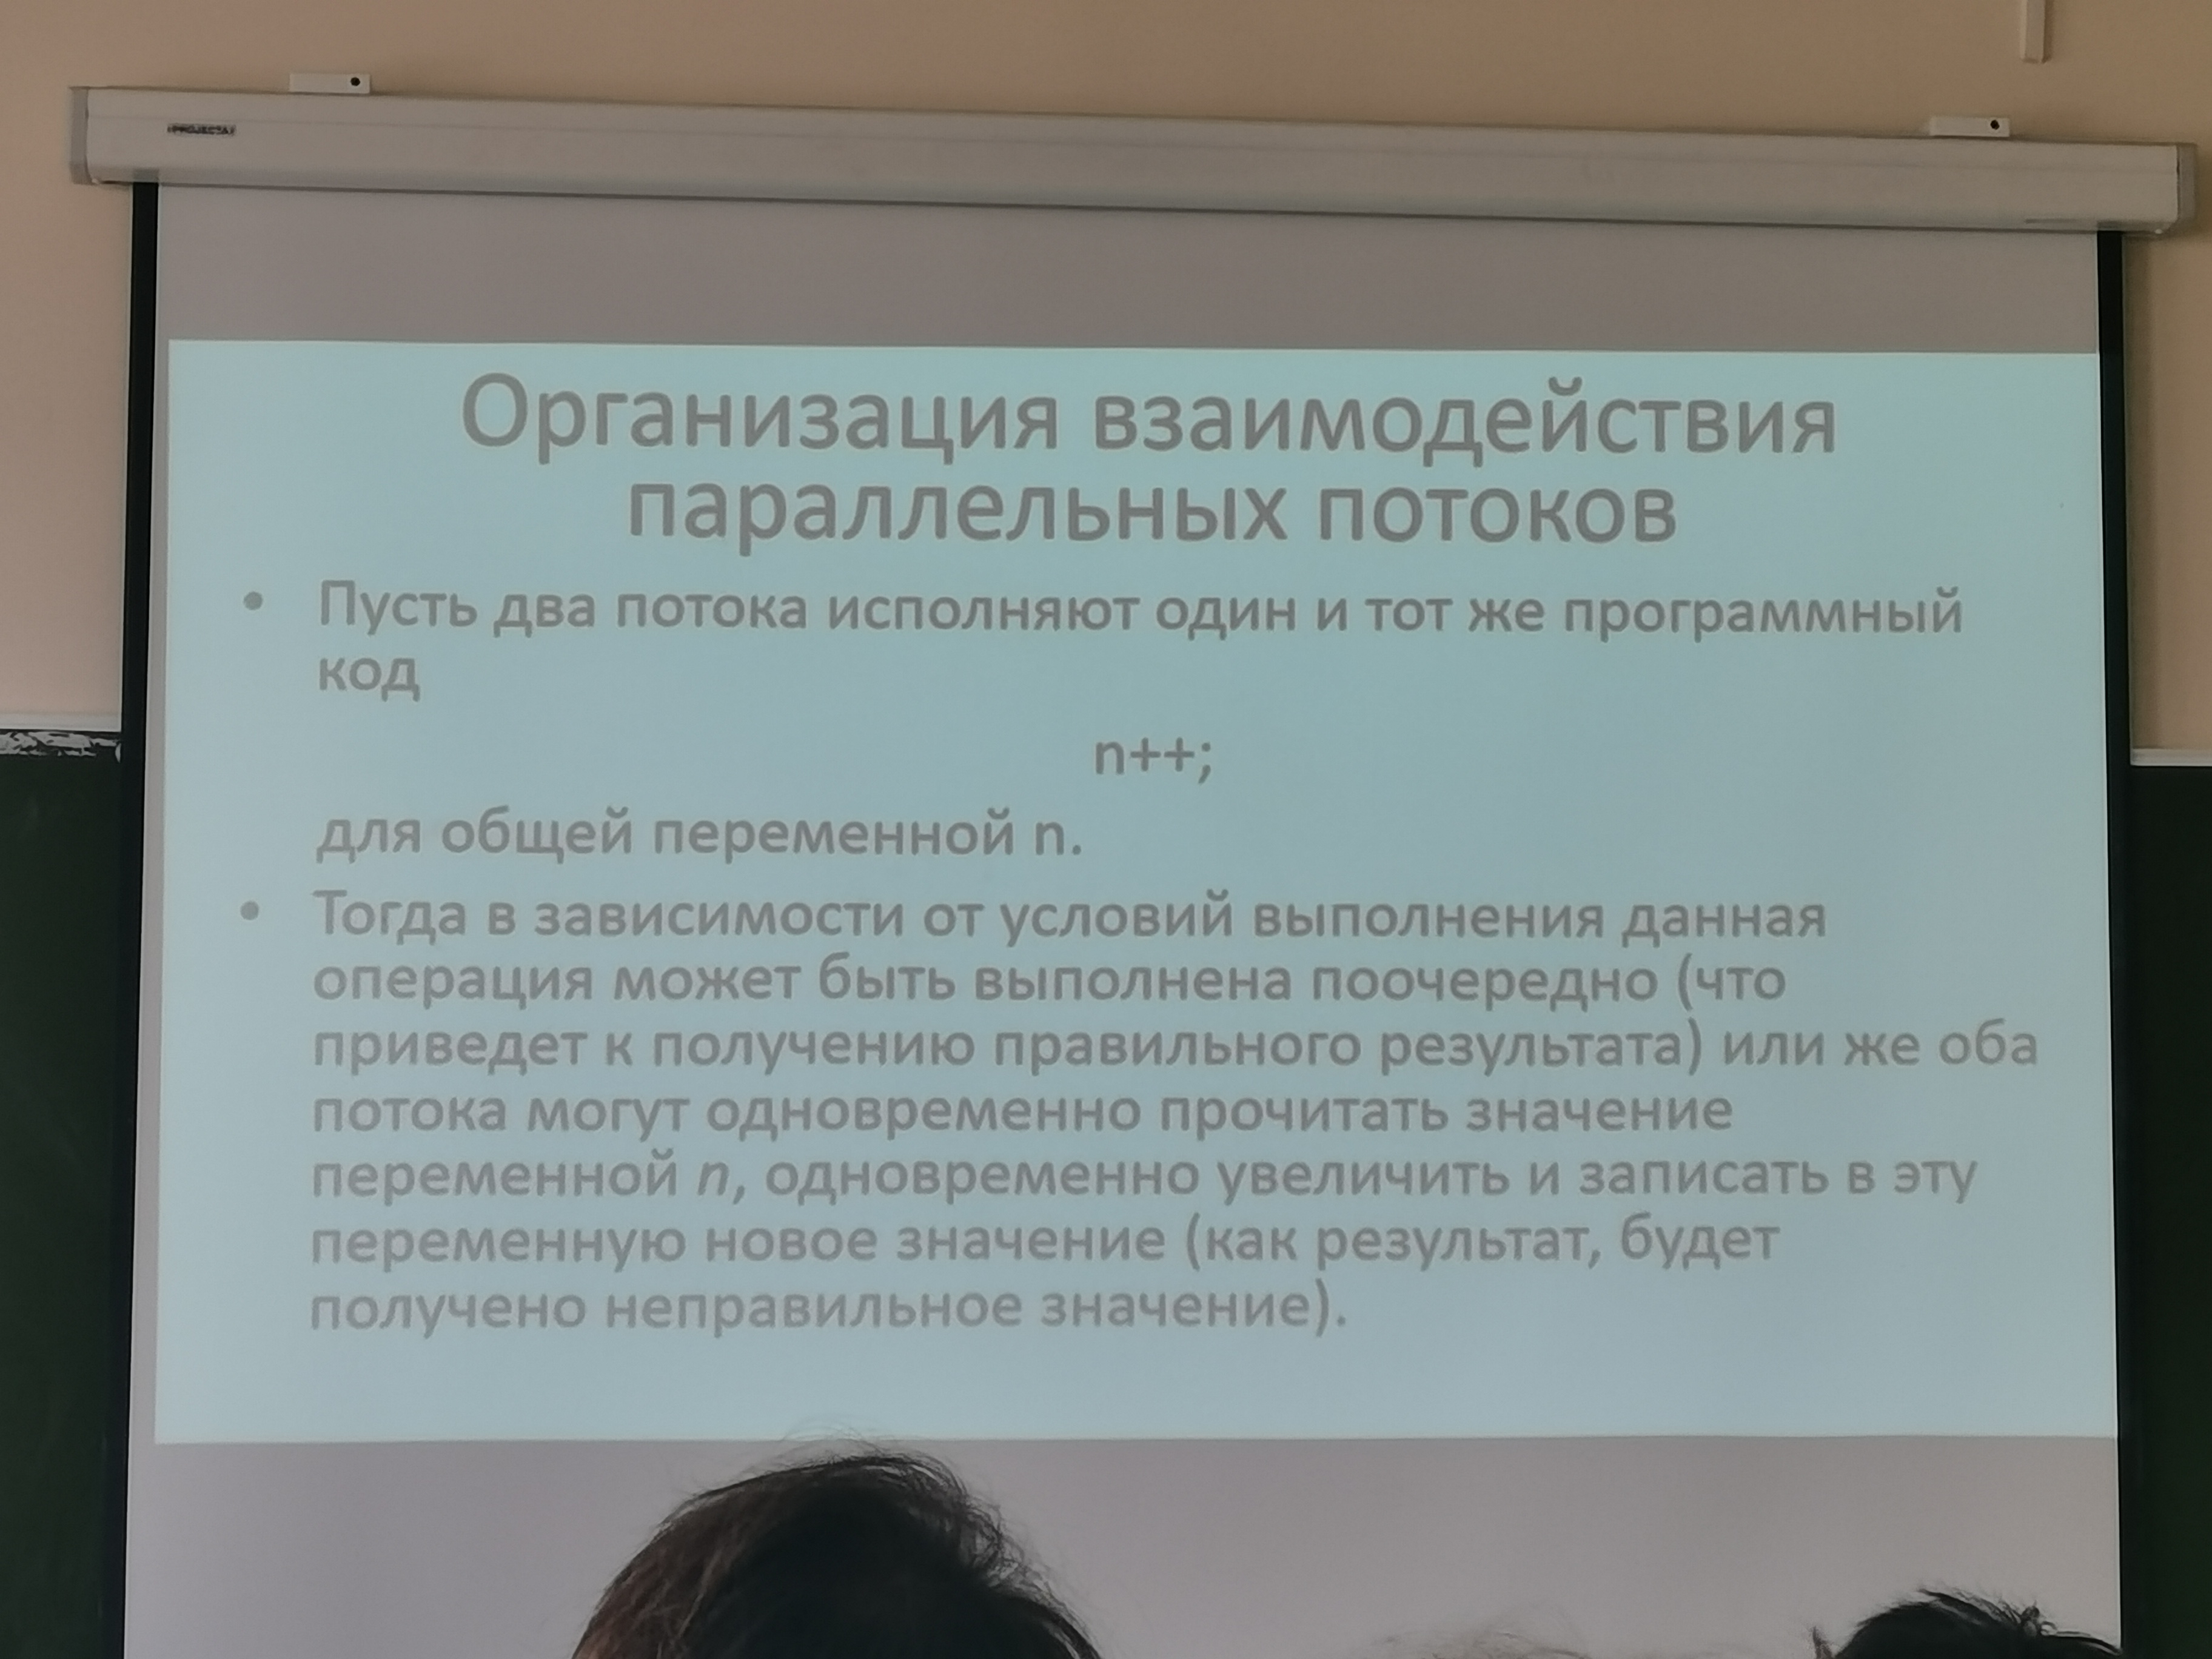 PROJECTA
Организация взаимодействия
параллельных потоков
• Пусть два потока исполняют один и тот же программный
код
n++;
для общей переменной n.
• Тогда в зависимости от условий выполнения данная
операция может быть выполнена поочередно (что
приведет к получению правильного результата) или же оба
потока могут одновременно прочитать значение
переменной n, одновременно увеличить и записать в эту
переменную новое значение (как результат, будет
получено неправильное значение).